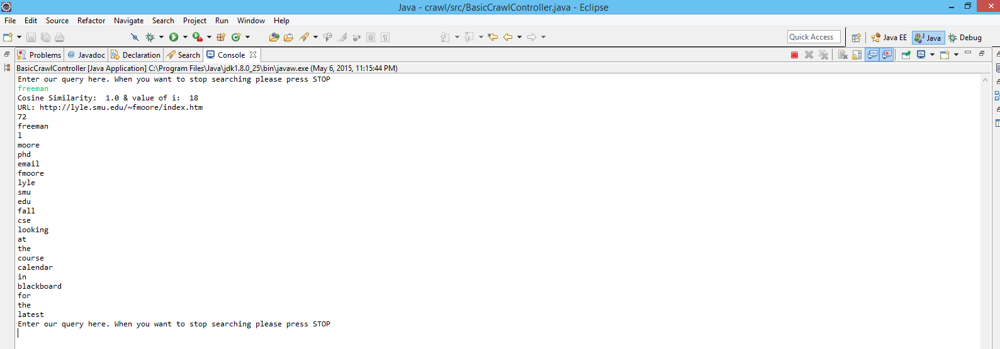 Java - crawl/src/BasicCrawlController.java - Eclipse
File Edit Source Refactor Navigate Search Project Run Window Help
Quick Access Java EE Java Debug
Problems @ Javadoc Declaration Search Console
BasicCrawlController [Java Application] C:\Program Files\Java\jdk1.8.0_25\bin\javaw.exe (May 6, 2015, 11:15:44 PM)
Enter our query here. When you want to stop searching please press STOP
freeman
Cosine Similarity:  1.0 & value of i:  18
URL: http://lyle.smu.edu/~fmoore/index.htm
72
freeman
l
moore
phd
email
fmoore
lyle
smu
edu
fall
cse
looking
at
the
course
calendar
in
blackboard
for
the
latest
Enter our query here. When you want to stop searching please press STOP